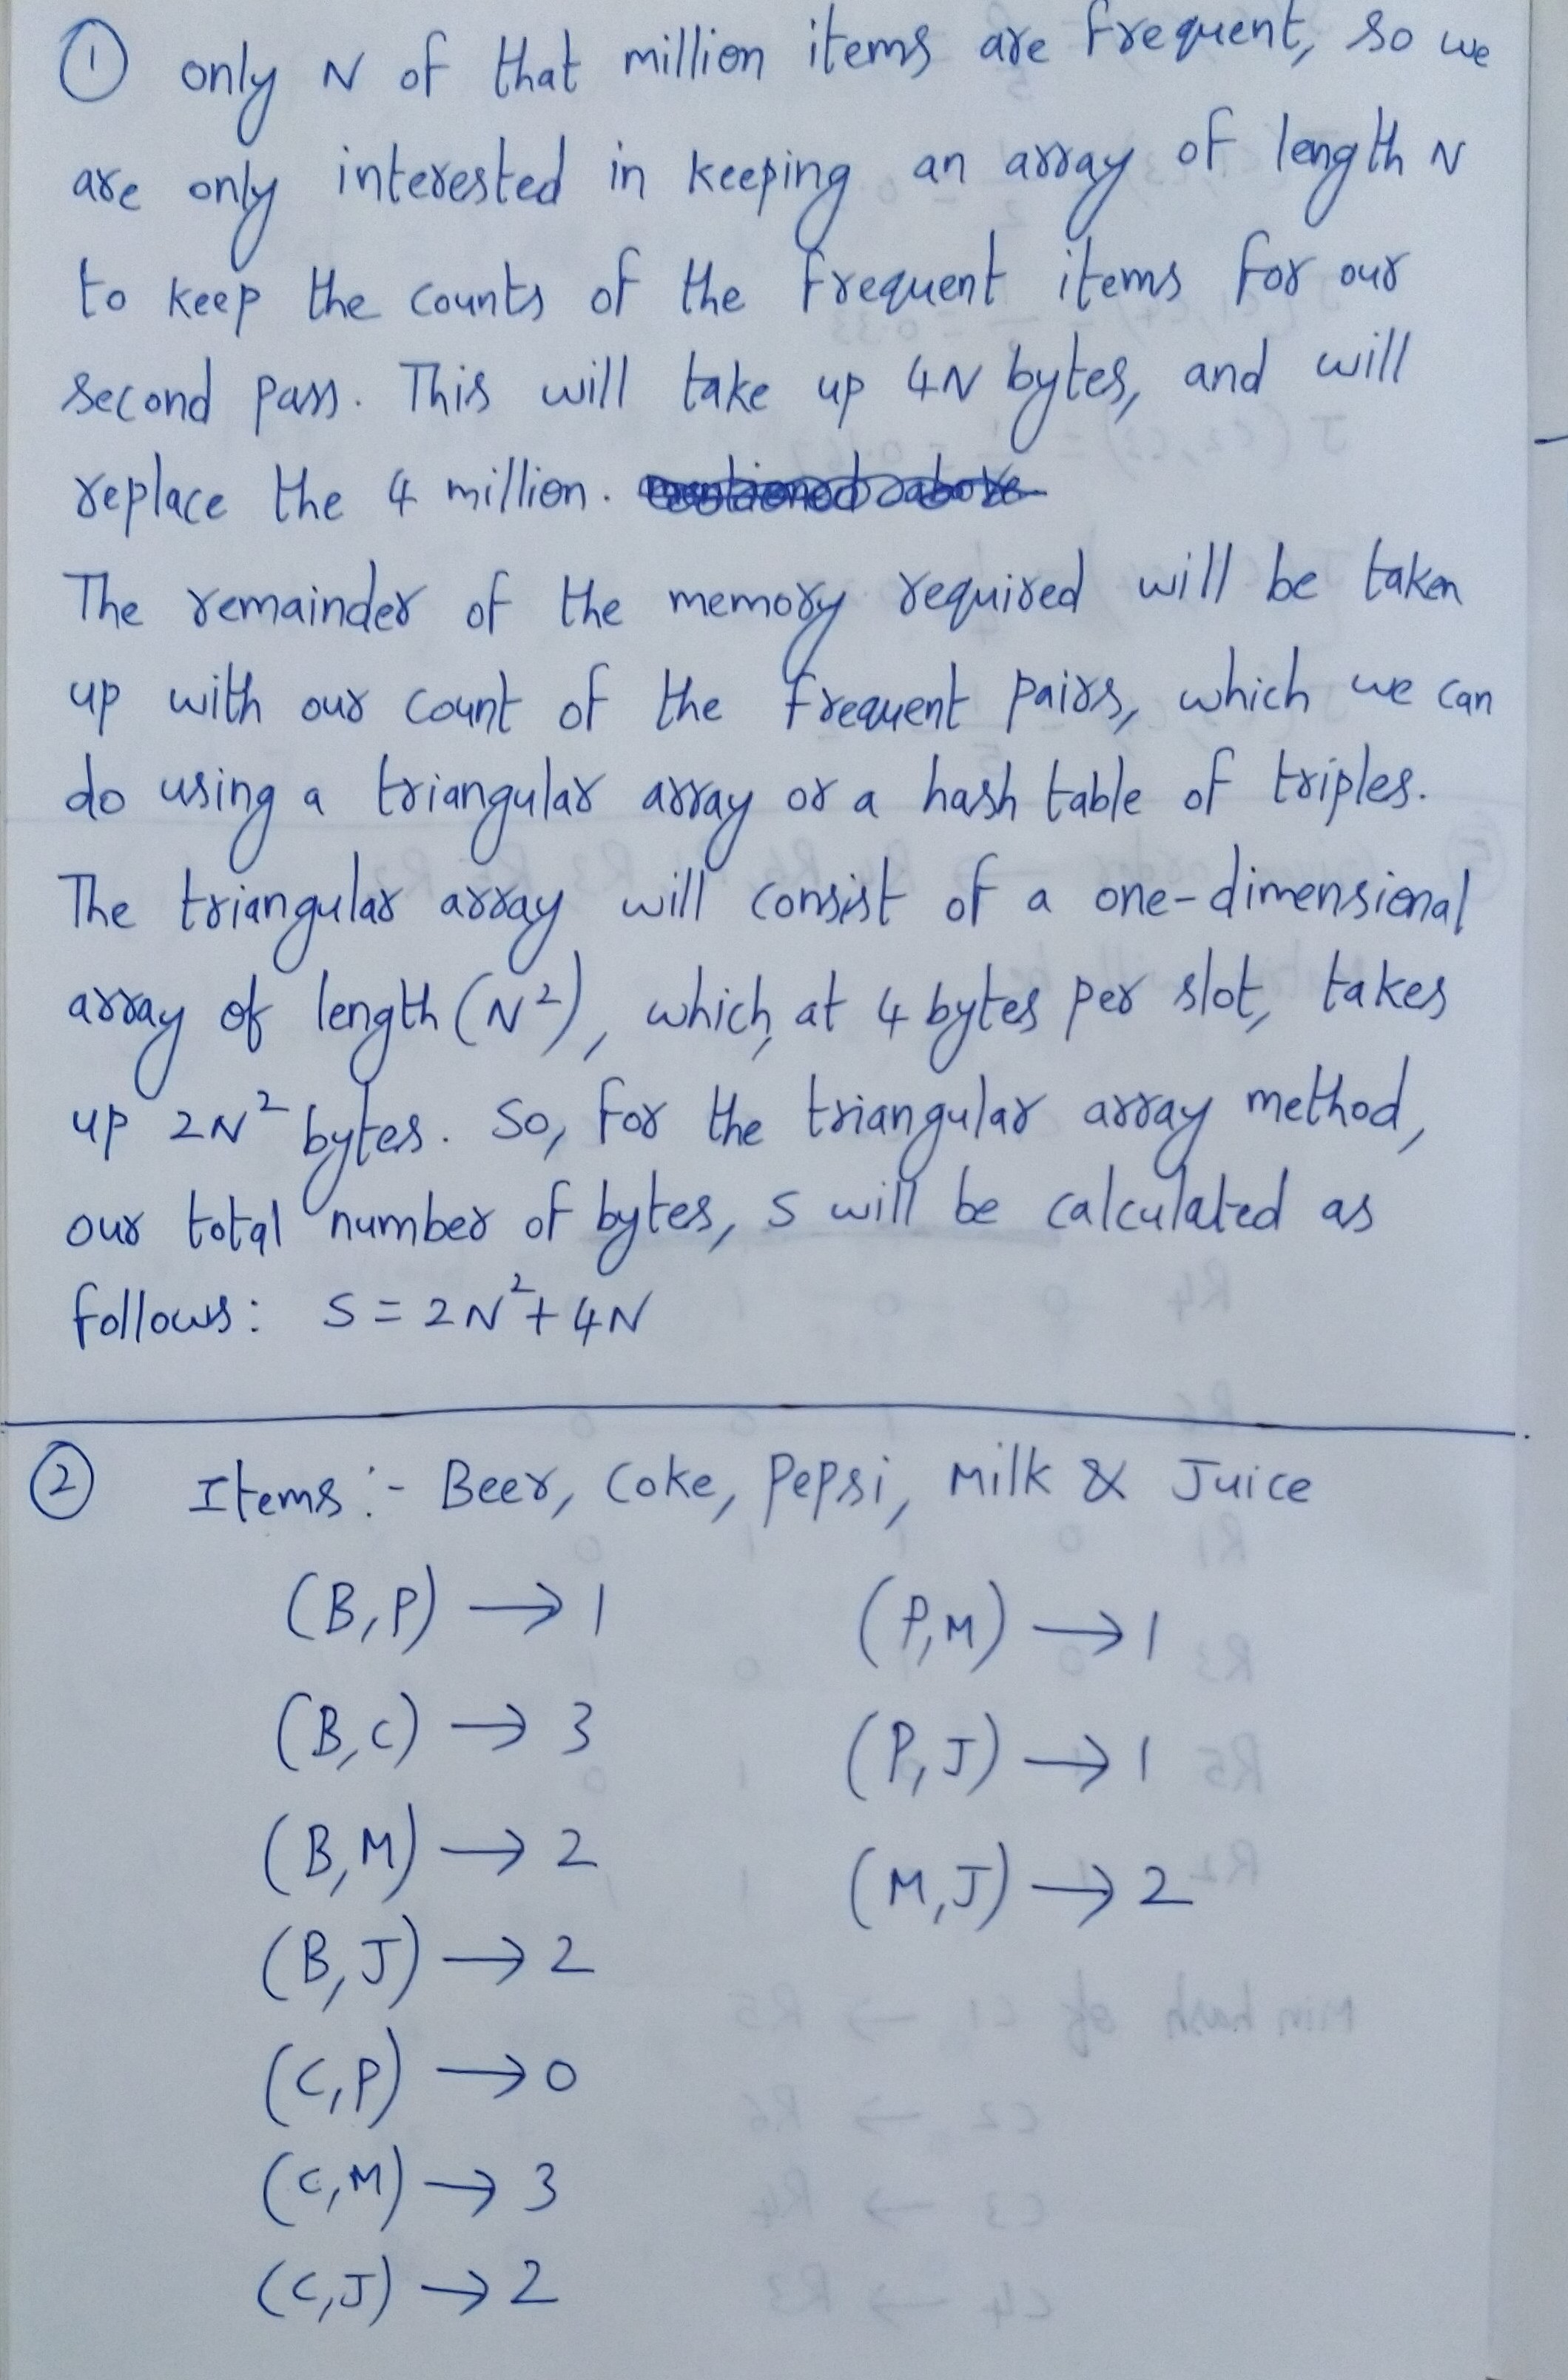 ① only N of that million items are frequent, so we
are only interested in keeping an array of length N
to keep the counts of the frequent items for our
second pass. This will take up 4N bytes, and will
replace the 4 million. mentioned above
The remainder of the memory required will be taken
up with our count of the frequent pairs, which we can
do using a triangular array or a hash table of triples.
The triangular array will consist of a one-dimensional
array of length (N²), which, at 4 bytes per slot, takes
up 2N² bytes. So, for the triangular array method,
our total number of bytes, S will be calculated as
follows: S = 2N² + 4N
② Items :- Beer, Coke, Pepsi, Milk & Juice
(B,P) → 1
(B,C) → 3
(B,M) → 2
(B,J) → 2
(C,P) → 0
(C,M) → 3
(C,J) → 2
(P,M) → 1
(P,J) → 1
(M,J) → 2